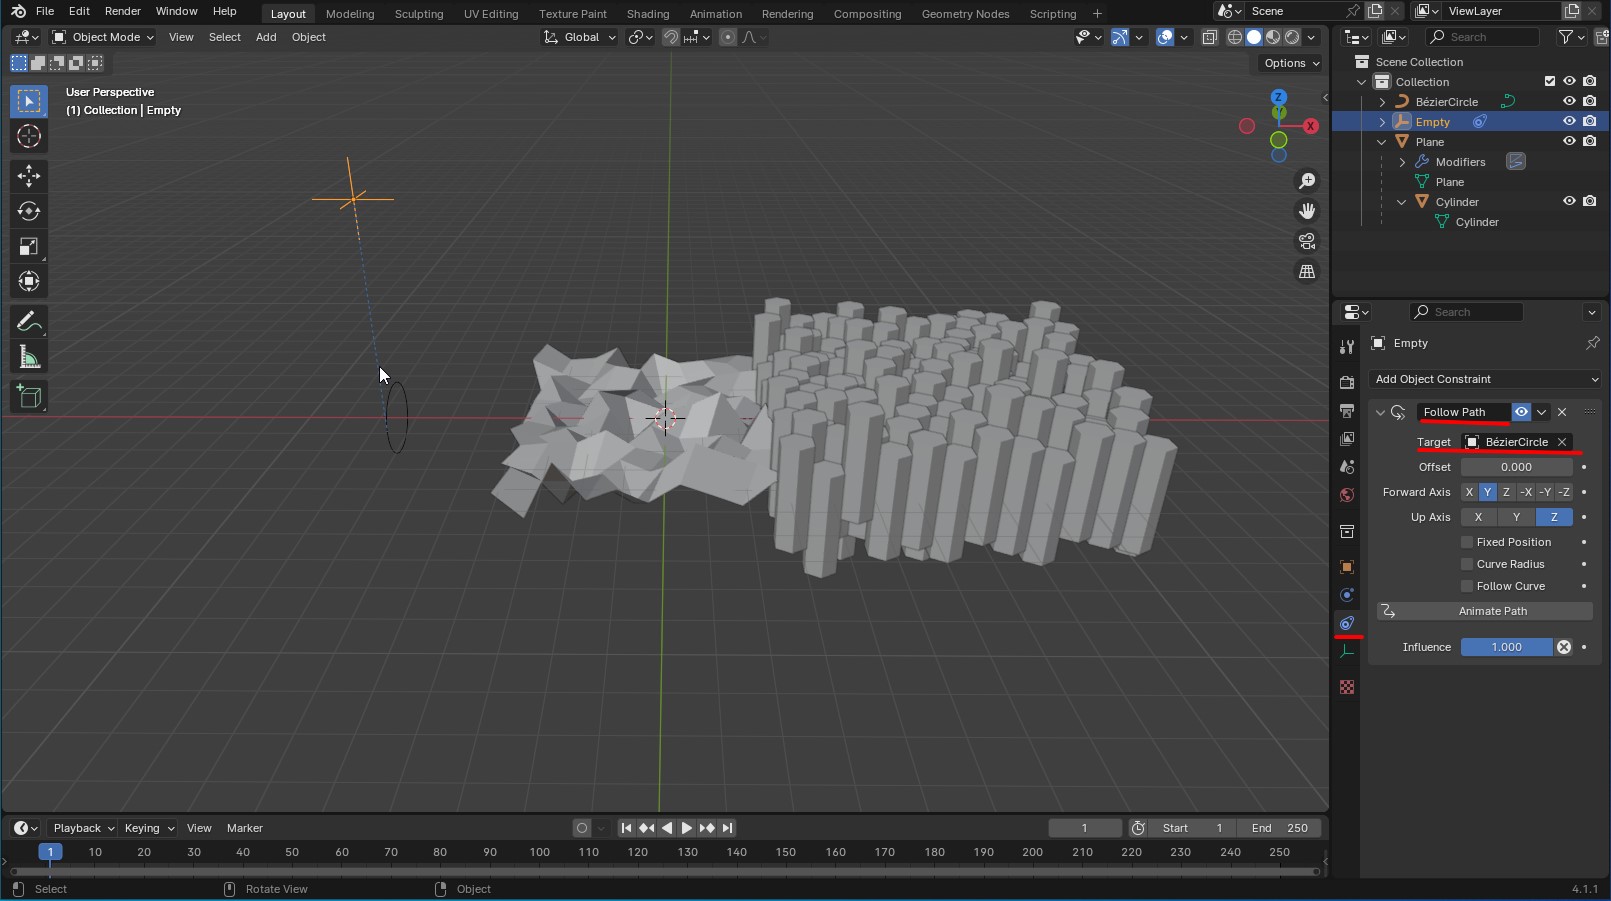 File Edit Render Window Help Layout Modeling Sculpting UV Editing Texture Paint Shading Animation Rendering Compositing Geometry Nodes Scripting + Scene ViewLayer
Object Mode View Select Add Object Global Search
Options
User Perspective
(1) Collection | Empty
Z
X
Scene Collection
Collection
BézierCircle
Empty
Plane
Modifiers
Plane
Cylinder
Cylinder
Search
Empty
Add Object Constraint
Follow Path
Target BézierCircle
Offset 0.000
Forward Axis X Y Z -X -Y -Z
Up Axis X Y Z
Fixed Position
Curve Radius
Follow Curve
Animate Path
Influence 1.000
Playback Keying View Marker 1 Start 1 End 250
1 10 20 30 40 50 60 70 80 90 100 110 120 130 140 150 160 170 180 190 200 210 220 230 240 250
Select Rotate View Object 4.1.1